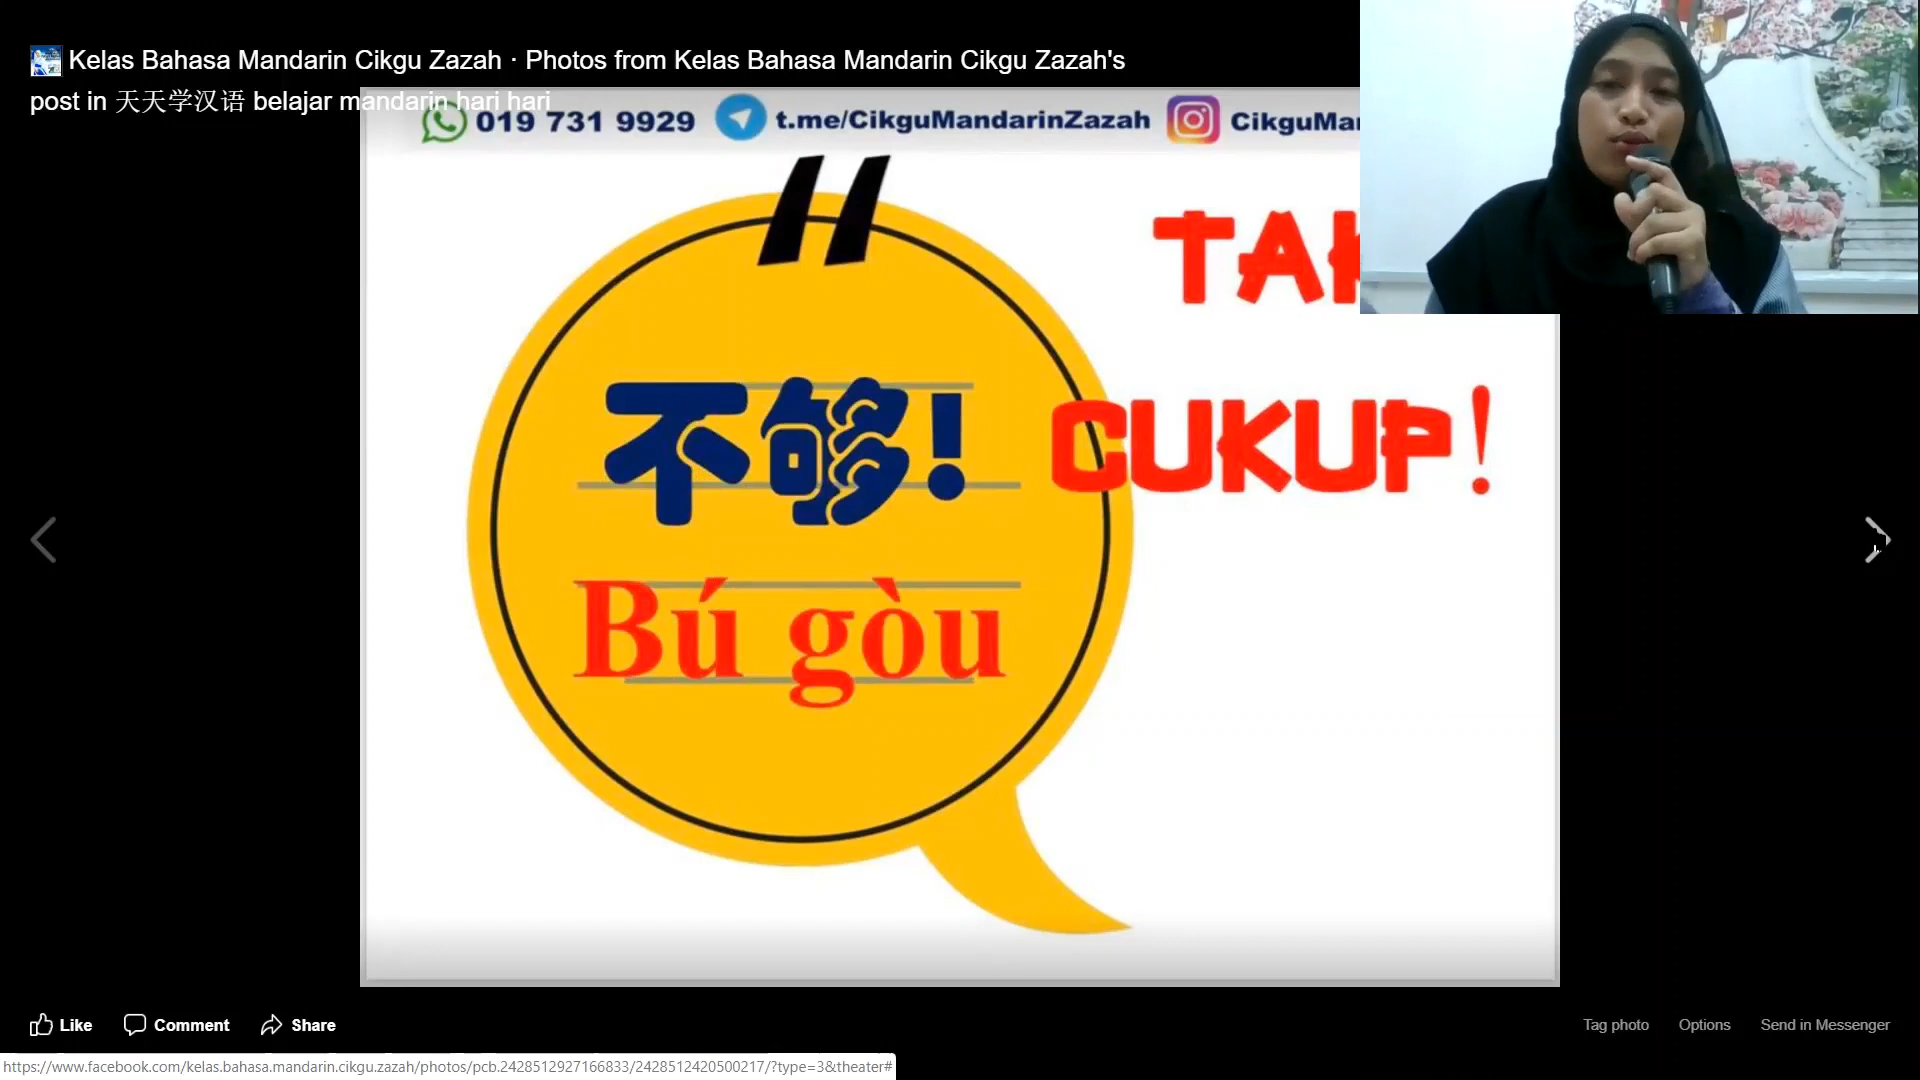 Kelas Bahasa Mandarin Cikgu Zazah · Photos from Kelas Bahasa Mandarin Cikgu Zazah's
post in 天天学汉语 belajar mandarin hari hari
019 731 9929 t.me/CikguMandarinZazah
TAK
不够!
CUKUP!
Bú gòu
Like Comment Share
Tag photo Options Send in Messenger
https://www.facebook.com/kelas.bahasa.mandarin.cikgu.zazah/photos/pcb.2428512927166833/2428512420500217/?type=3&theater#